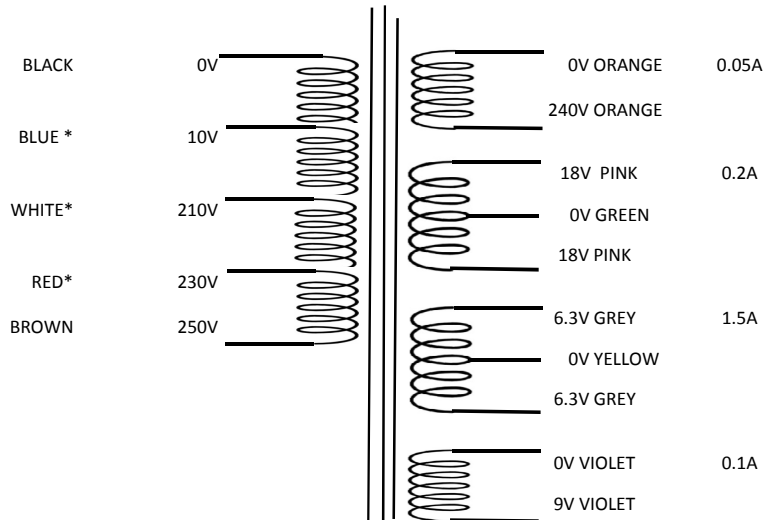 BLACK 0V
BLUE * 10V
WHITE* 210V
RED* 230V
BROWN 250V
0V ORANGE 0.05A
240V ORANGE
18V PINK 0.2A
0V GREEN
18V PINK
6.3V GREY 1.5A
0V YELLOW
6.3V GREY
0V VIOLET 0.1A
9V VIOLET